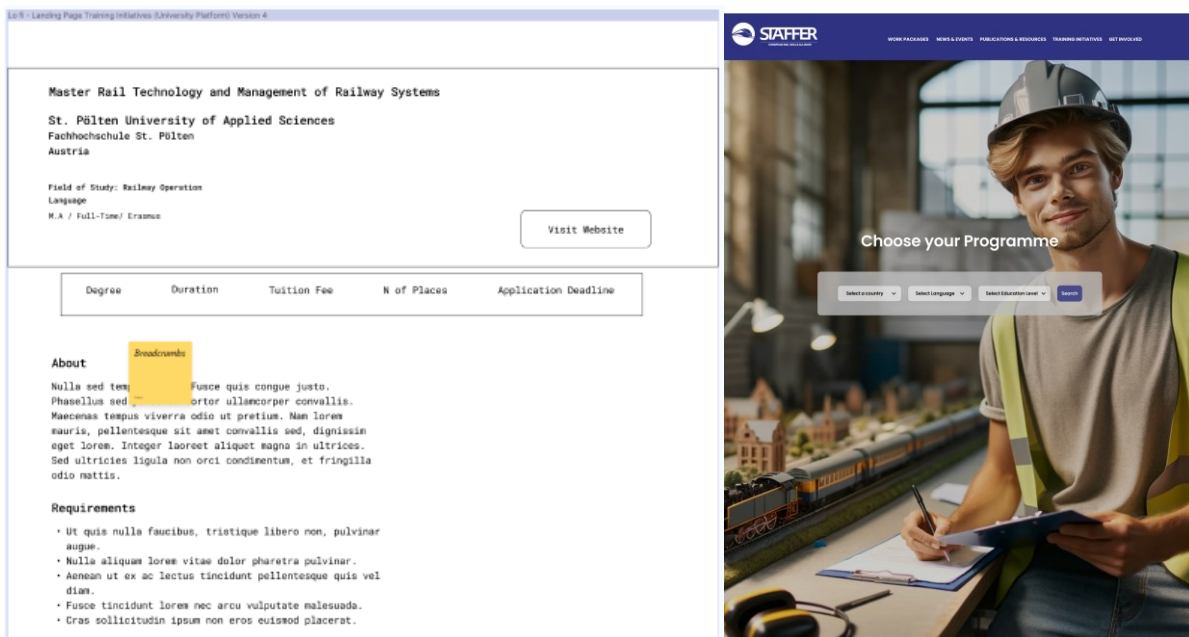 Lo fi - Landing Page Training Initiatives (University Platform) Version 4
Master Rail Technology and Management of Railway Systems
St. Pölten University of Applied Sciences
Fachhochschule St. Pölten
Austria
Field of Study: Railway Operation
Language
M.A / Full-Time/ Erasmus
Visit Website
Degree Duration Tuition Fee N of Places Application Deadline
Breadcrumbs
About
Nulla sed Fusce quis congue justo.
Phasellus sed ullamcorper convallis.
Maecenas tempus viverra odio ut pretium. Nam lorem
mauris, pellentesque sit amet convallis sed, dignissim
eget lorem. Integer laoreet aliquet magna in ultrices.
Sed ultricies ligula non orci condimentum, et fringilla
odio mattis.
Requirements
• Ut quis nulla faucibus, tristique libero non, pulvinar
augue.
• Nulla aliquam lorem vitae dolor pharetra pulvinar.
• Aenean ut ex ac lectus tincidunt pellentesque quis vel
diam.
• Fusce tincidunt lorem nec arcu vulputate malesuada.
• Cras sollicitudin ipsum non eros euismod placerat.
STAFFER
WORK PACKAGES NEWS & EVENTS PUBLICATIONS & RESOURCES TRAINING INITIATIVES GET INVOLVED
Choose your Programme
Select a country Select Language Select Education Level Search